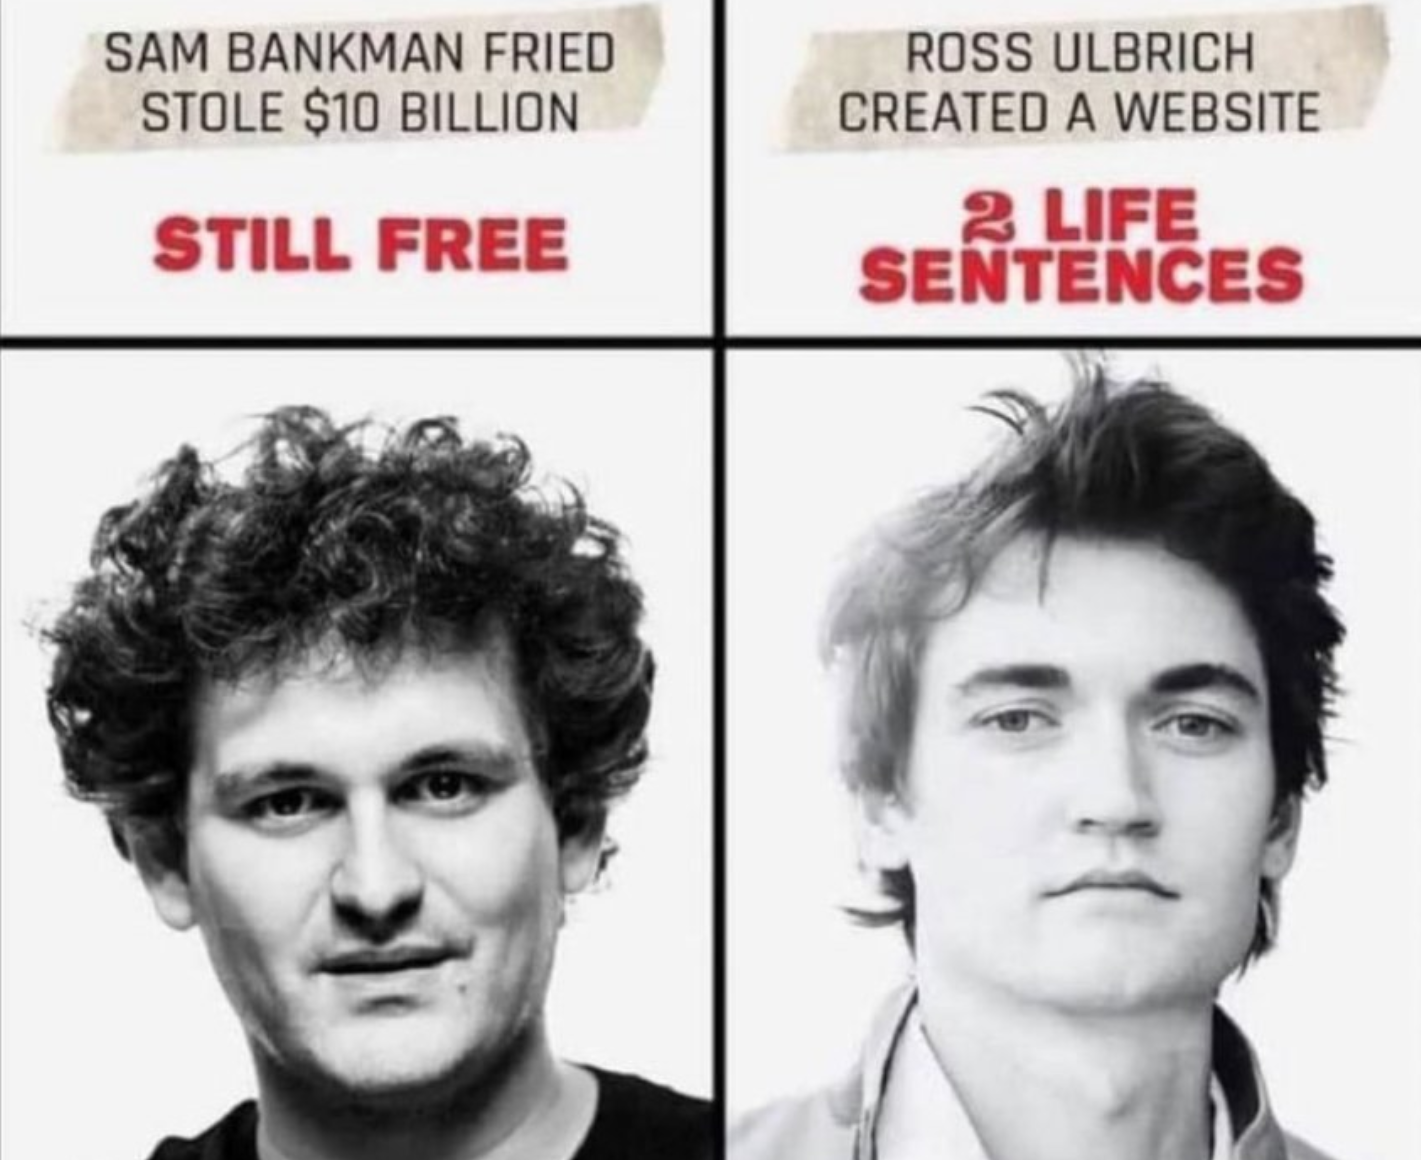 SAM BANKMAN FRIED
STOLE $10 BILLION
STILL FREE
ROSS ULBRICH
CREATED A WEBSITE
2 LIFE
SENTENCES